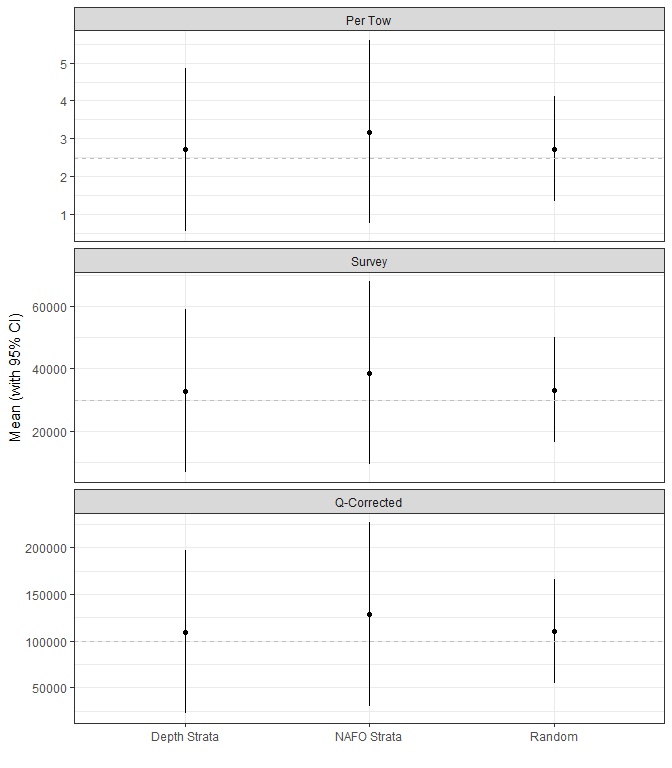 Per Tow
5
4
3
2
1
Survey
60000
40000
20000
Mean (with 95% CI)
Q-Corrected
200000
150000
100000
50000
Depth Strata NAFO Strata Random